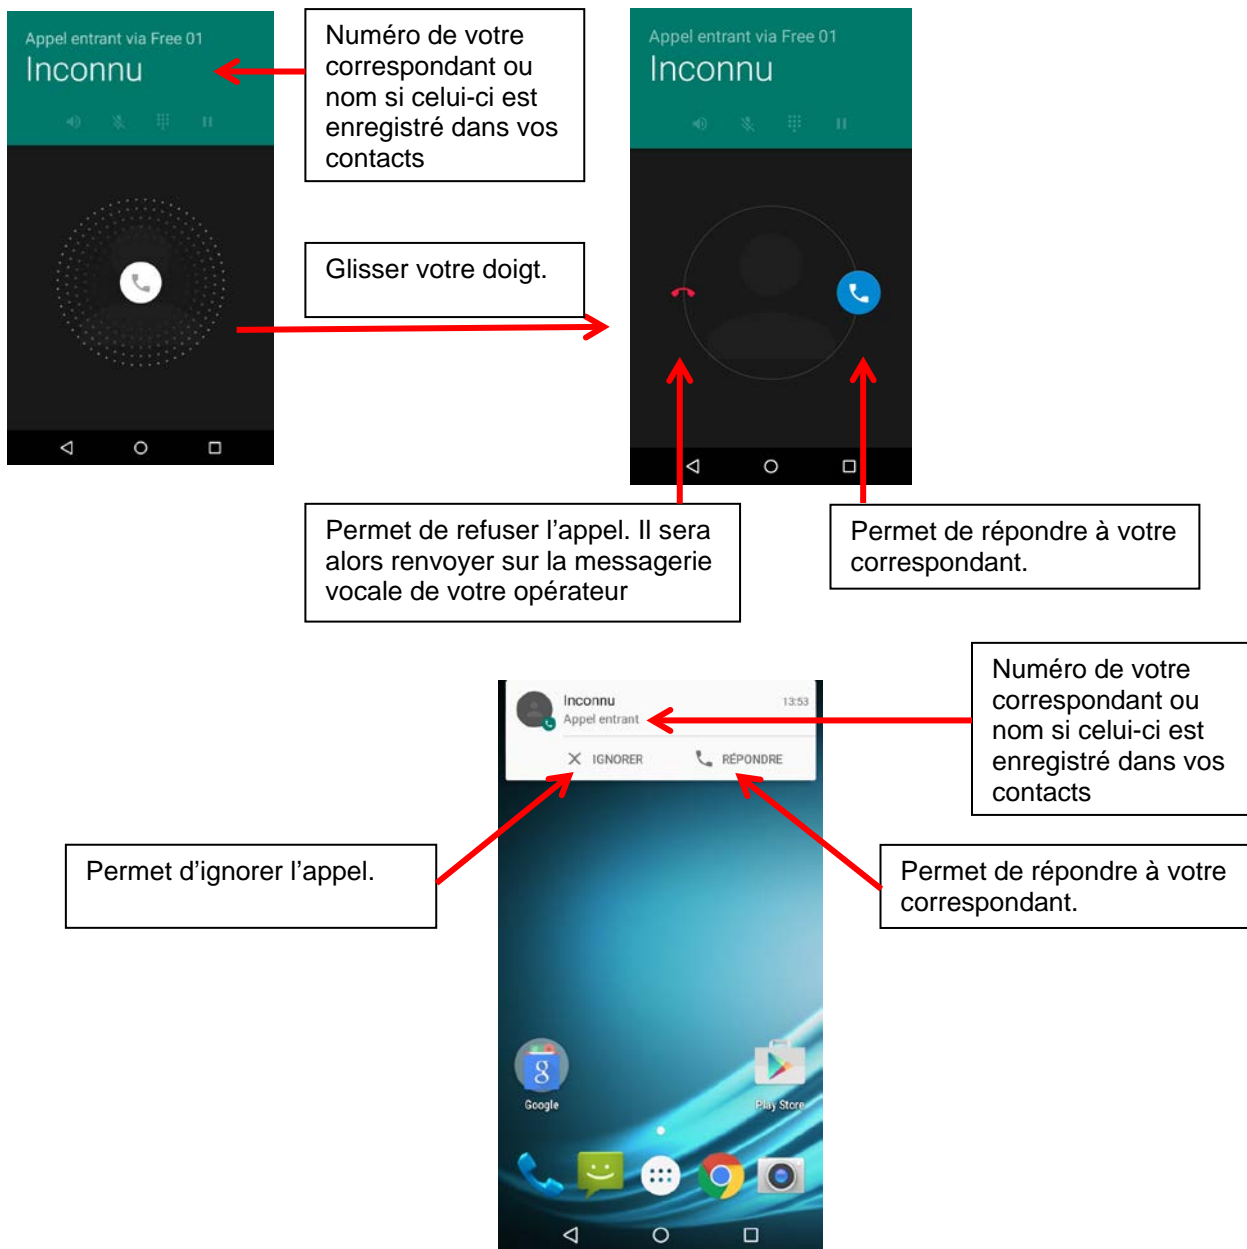 Appel entrant via Free 01
Inconnu
Numéro de votre
correspondant ou
nom si celui-ci est
enregistré dans vos
contacts
Appel entrant via Free 01
Inconnu
Glisser votre doigt.
Permet de refuser l’appel. Il sera
alors renvoyer sur la messagerie
vocale de votre opérateur
Permet de répondre à votre
correspondant.
Inconnu
13:53
Appel entrant
IGNORER
RÉPONDRE
Numéro de votre
correspondant ou
nom si celui-ci est
enregistré dans vos
contacts
Permet d’ignorer l’appel.
Permet de répondre à votre
correspondant.
g
Google
Play Store